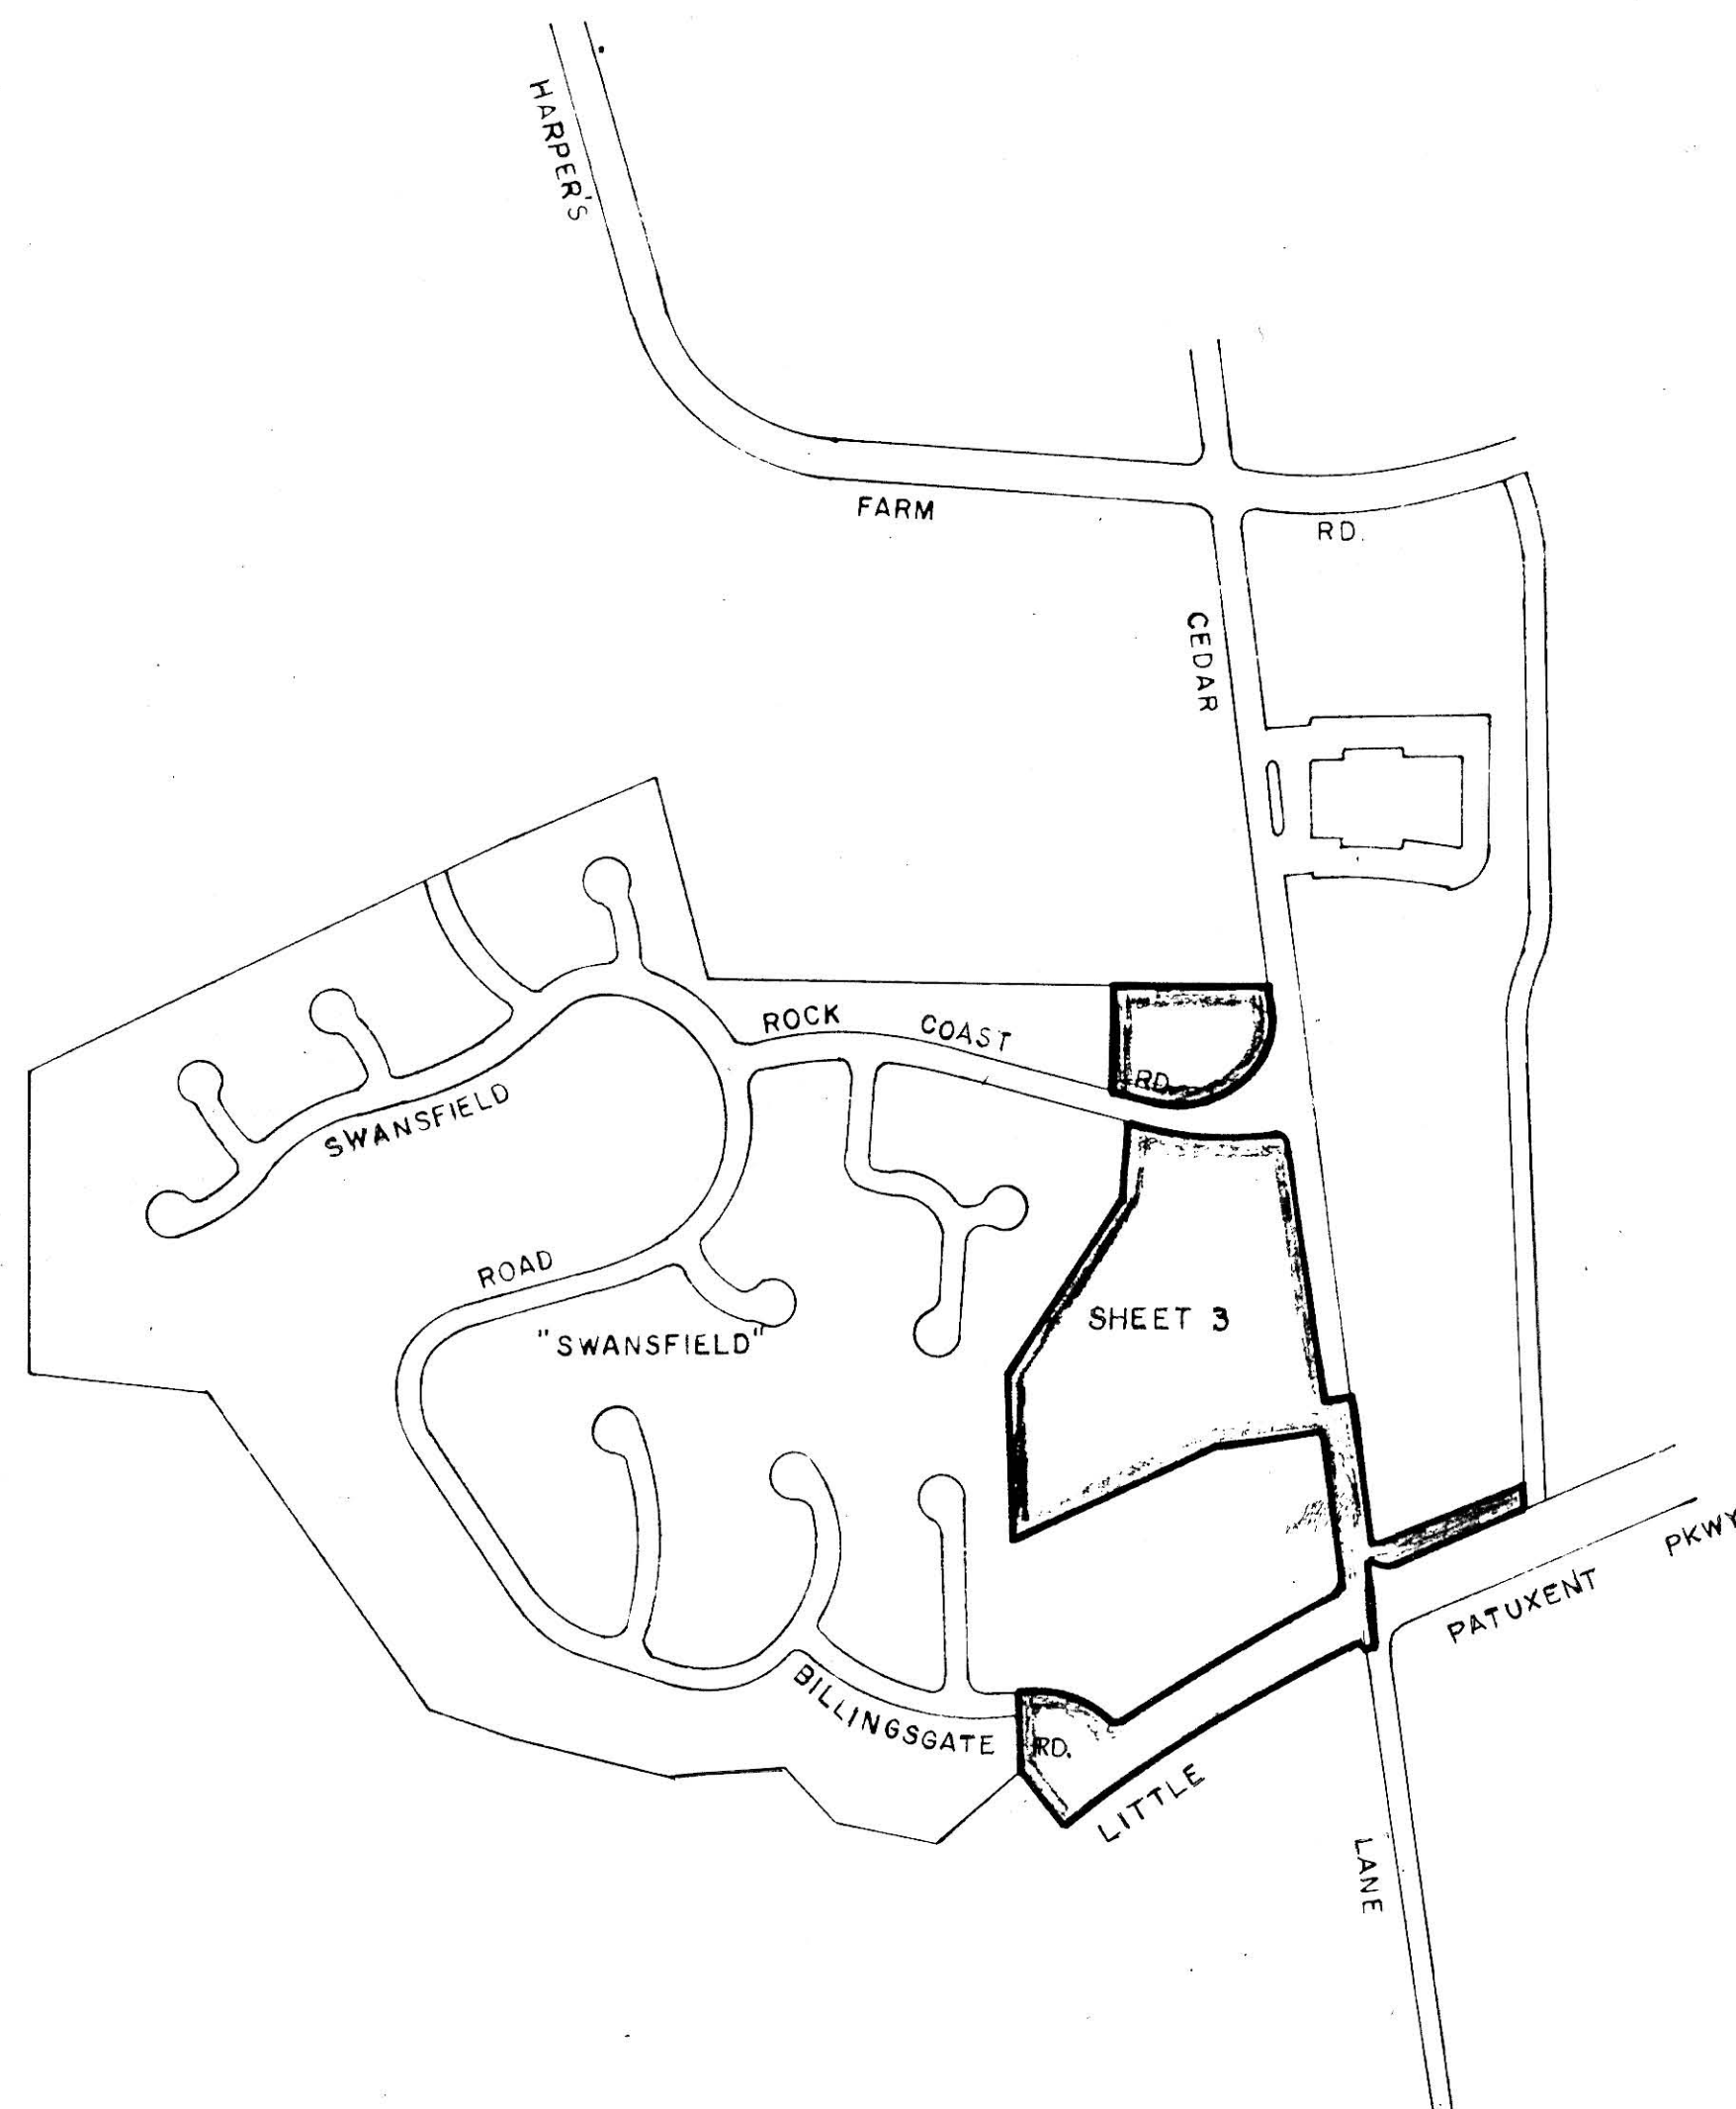 HARPER'S
FARM
RD.
CEDAR
ROCK COAST RD.
SWANSFIELD
ROAD
"SWANSFIELD"
SHEET 3
PKWY
PATUXENT
BILLINGSGATE RD.
LITTLE
LANE